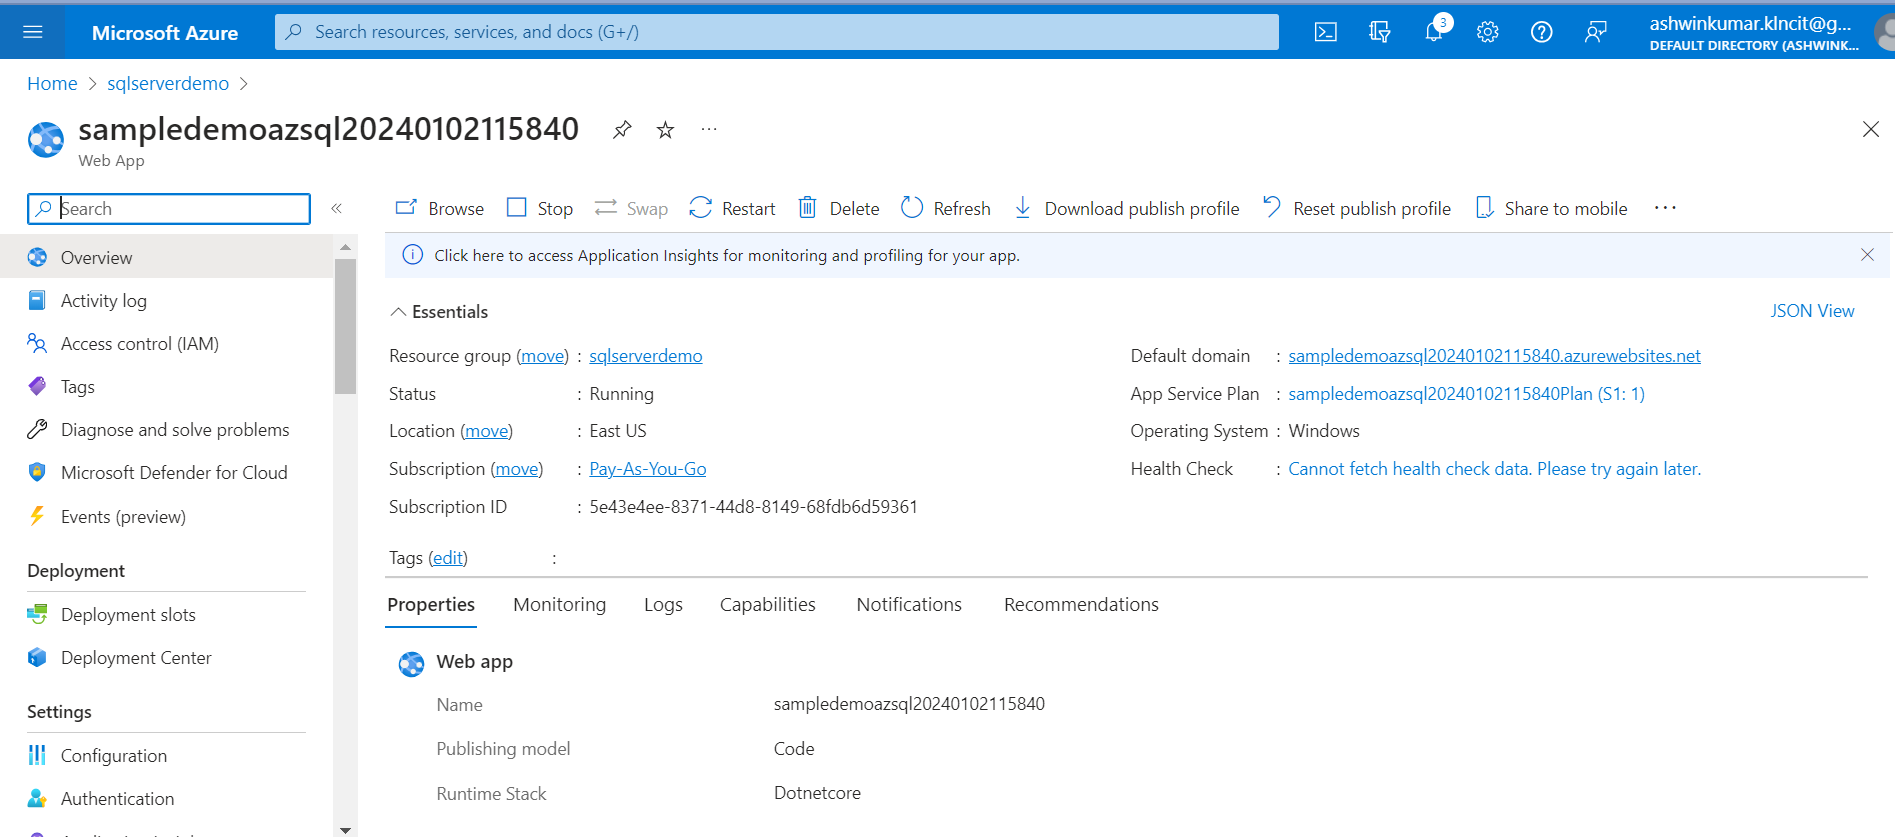 Microsoft Azure
Search resources, services, and docs (G+/)
3
ashwinkumar.klncit@g...
DEFAULT DIRECTORY (ASHWINK...
Home > sqlserverdemo >
sampledemoazsql20240102115840
Web App
Search
Browse Stop Swap Restart Delete Refresh Download publish profile Reset publish profile Share to mobile ...
Click here to access Application Insights for monitoring and profiling for your app.
Overview
Activity log
Access control (IAM)
Tags
Diagnose and solve problems
Microsoft Defender for Cloud
Events (preview)
Deployment
Deployment slots
Deployment Center
Settings
Configuration
Authentication
Essentials
JSON View
Resource group (move) : sqlserverdemo
Status : Running
Location (move) : East US
Subscription (move) : Pay-As-You-Go
Subscription ID : 5e43e4ee-8371-44d8-8149-68fdb6d59361
Tags (edit) :
Default domain : sampledemoazsql20240102115840.azurewebsites.net
App Service Plan : sampledemoazsql20240102115840Plan (S1: 1)
Operating System : Windows
Health Check : Cannot fetch health check data. Please try again later.
Properties Monitoring Logs Capabilities Notifications Recommendations
Web app
Name sampledemoazsql20240102115840
Publishing model Code
Runtime Stack Dotnetcore